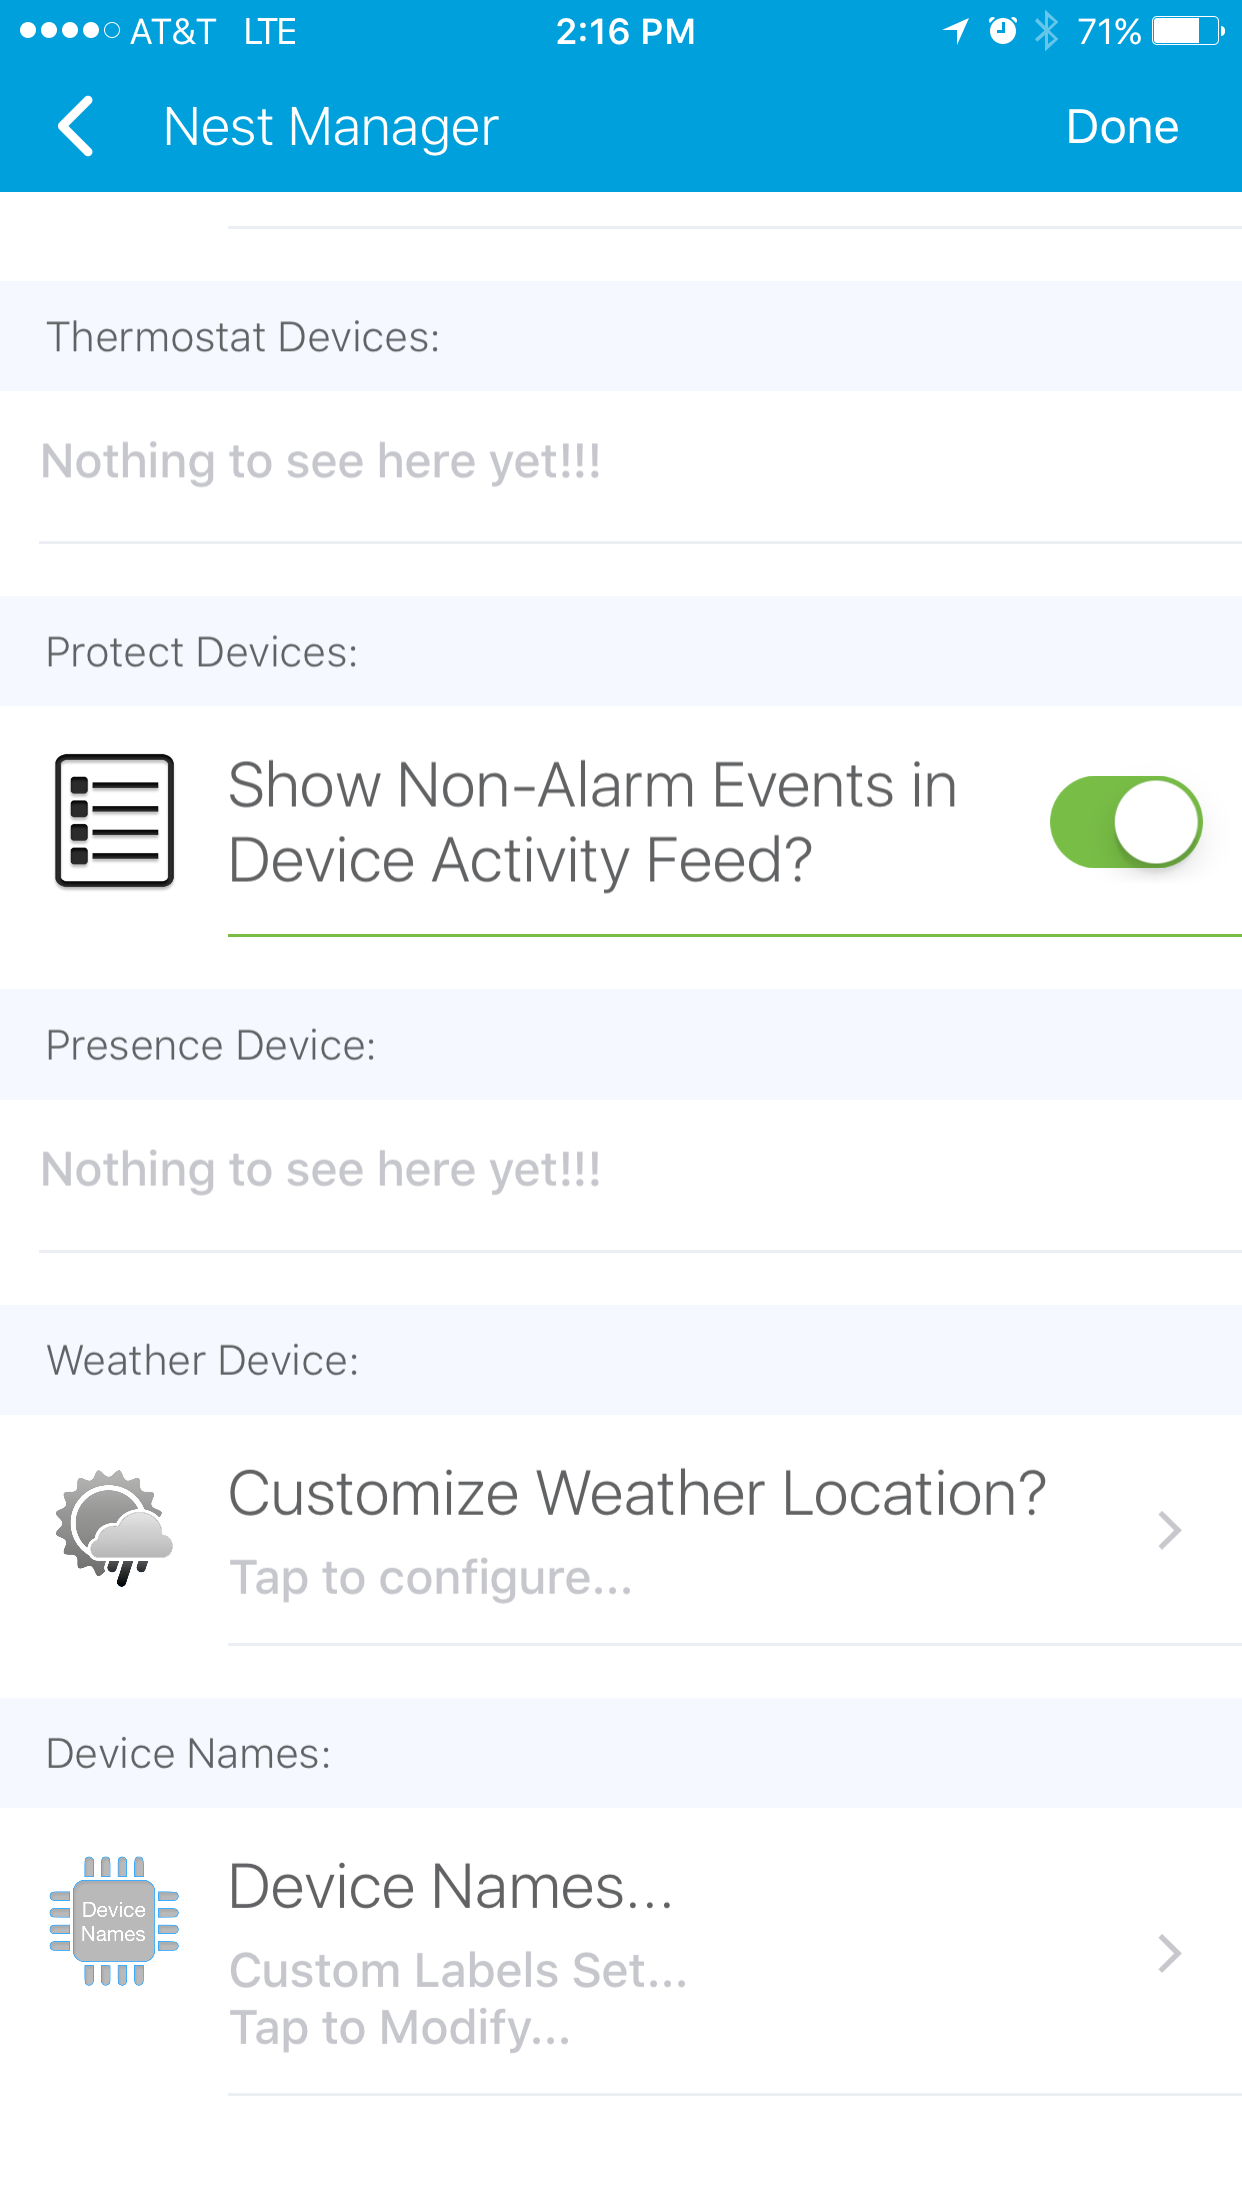 AT&T LTE 2:16 PM 71%
Nest Manager Done
Thermostat Devices:
Nothing to see here yet!!!
Protect Devices:
Show Non-Alarm Events in
Device Activity Feed?
Presence Device:
Nothing to see here yet!!!
Weather Device:
Customize Weather Location?
Tap to configure...
Device Names:
Device
Names
Device Names...
Custom Labels Set...
Tap to Modify...